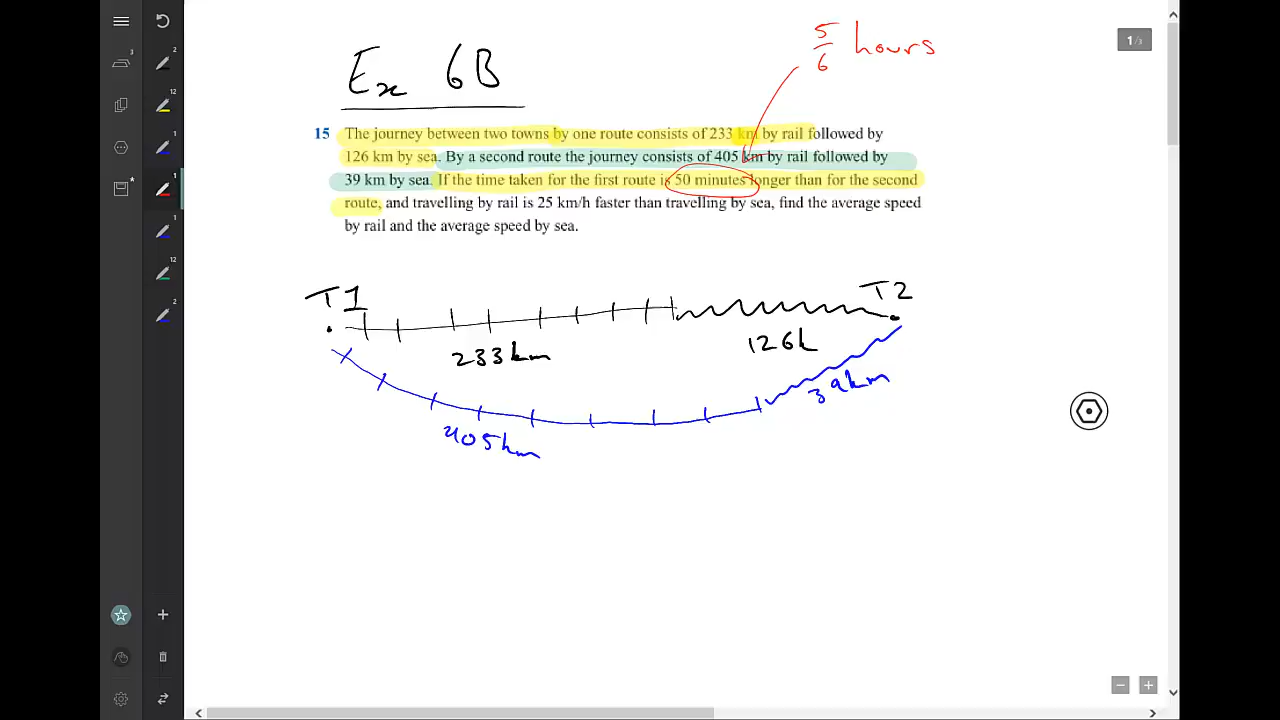 5/6 hours
1/3
Ex 6B
15 The journey between two towns by one route consists of 233 km by rail followed by
126 km by sea. By a second route the journey consists of 405 km by rail followed by
39 km by sea. If the time taken for the first route is 50 minutes longer than for the second
route, and travelling by rail is 25 km/h faster than travelling by sea, find the average speed
by rail and the average speed by sea.
T1
T2
233km
126k
39km
405km